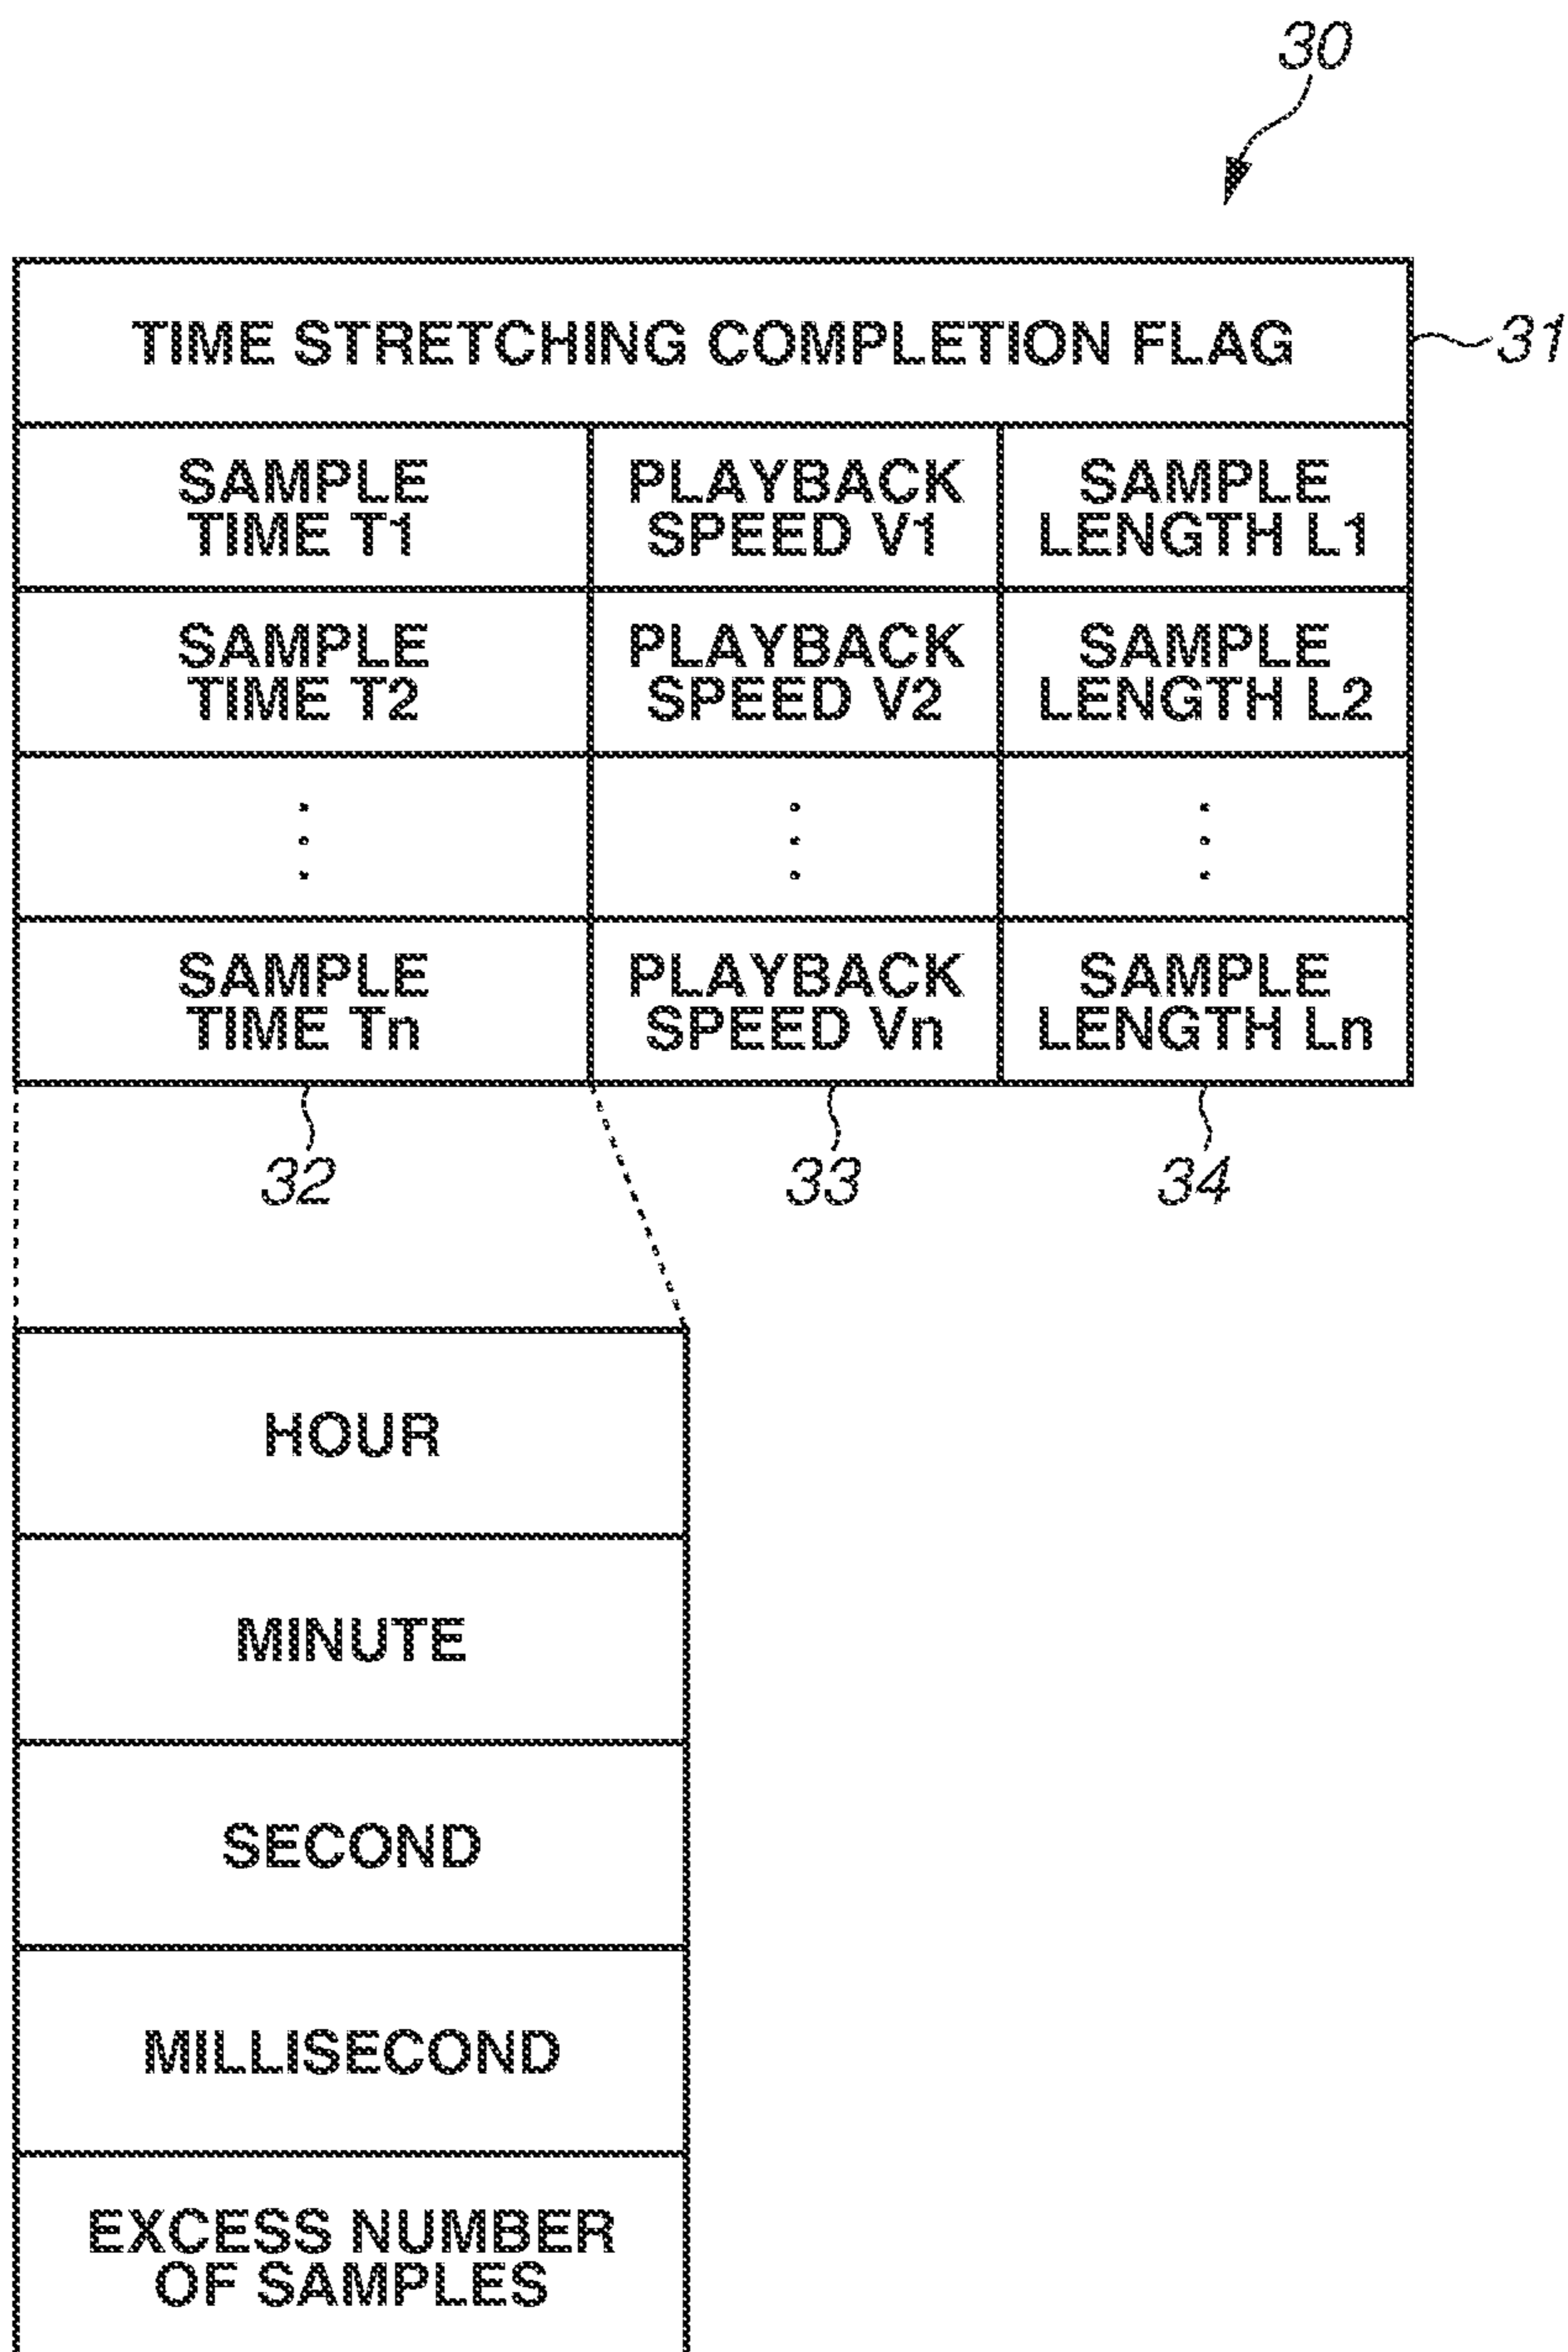 30
TIME STRETCHING COMPLETION FLAG
31
SAMPLE
TIME T1
PLAYBACK
SPEED V1
SAMPLE
LENGTH L1
SAMPLE
TIME T2
PLAYBACK
SPEED V2
SAMPLE
LENGTH L2
SAMPLE
TIME Tn
PLAYBACK
SPEED Vn
SAMPLE
LENGTH Ln
32
33
34
HOUR
MINUTE
SECOND
MILLISECOND
EXCESS NUMBER
OF SAMPLES